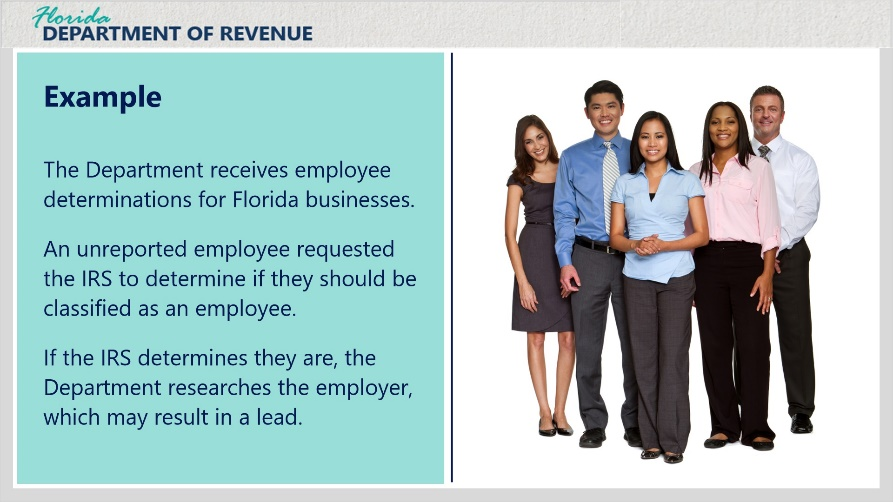 Florida
DEPARTMENT OF REVENUE
Example
The Department receives employee
determinations for Florida businesses.
An unreported employee requested
the IRS to determine if they should be
classified as an employee.
If the IRS determines they are, the
Department researches the employer,
which may result in a lead.